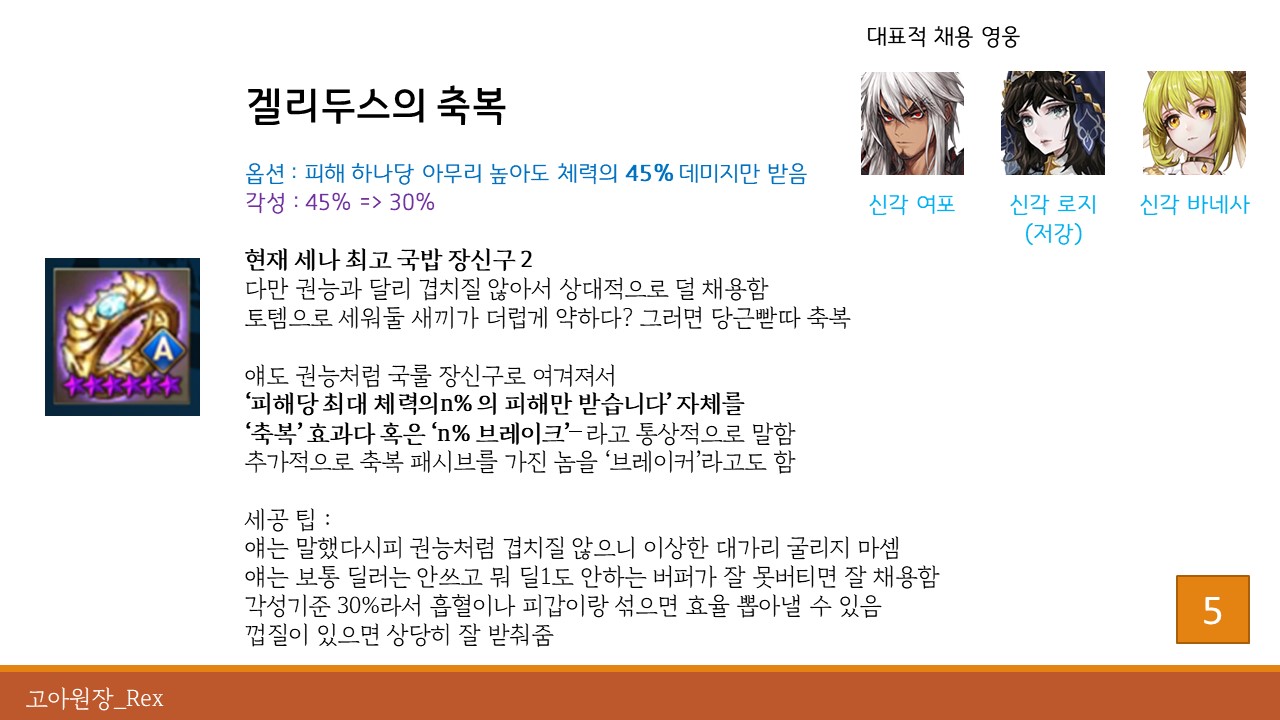 대표적 채용 영웅
겔리두스의 축복
신각 여포
신각 로지
(저강)
신각 바네사
옵션 : 피해 하나당 아무리 높아도 체력의 45% 데미지만 받음
각성 : 45% => 30%
현재 세나 최고 국밥 장신구 2
다만 권능과 달리 겹치질 않아서 상대적으로 덜 채용함
토템으로 세워둘 새끼가 더럽게 약하다? 그러면 당근빧따 축복
A
얘도 권능처럼 국룰 장신구로 여겨져서
‘피해당 최대 체력의n% 의 피해만 받습니다’ 자체를
‘축복’ 효과다 혹은 ‘n% 브레이크’– 라고 통상적으로 말함
추가적으로 축복 패시브를 가진 놈을 ‘브레이커’라고도 함
세공 팁 :
얘는 말했다시피 권능처럼 겹치질 않으니 이상한 대가리 굴리지 마셈
얘는 보통 딜러는 안쓰고 뭐 딜1도 안하는 버퍼가 잘 못버티면 잘 채용함
각성기준 30%라서 흡혈이나 피갑이랑 섞으면 효율 뽑아낼 수 있음
껍질이 있으면 상당히 잘 받춰줌
5
고아원장_Rex